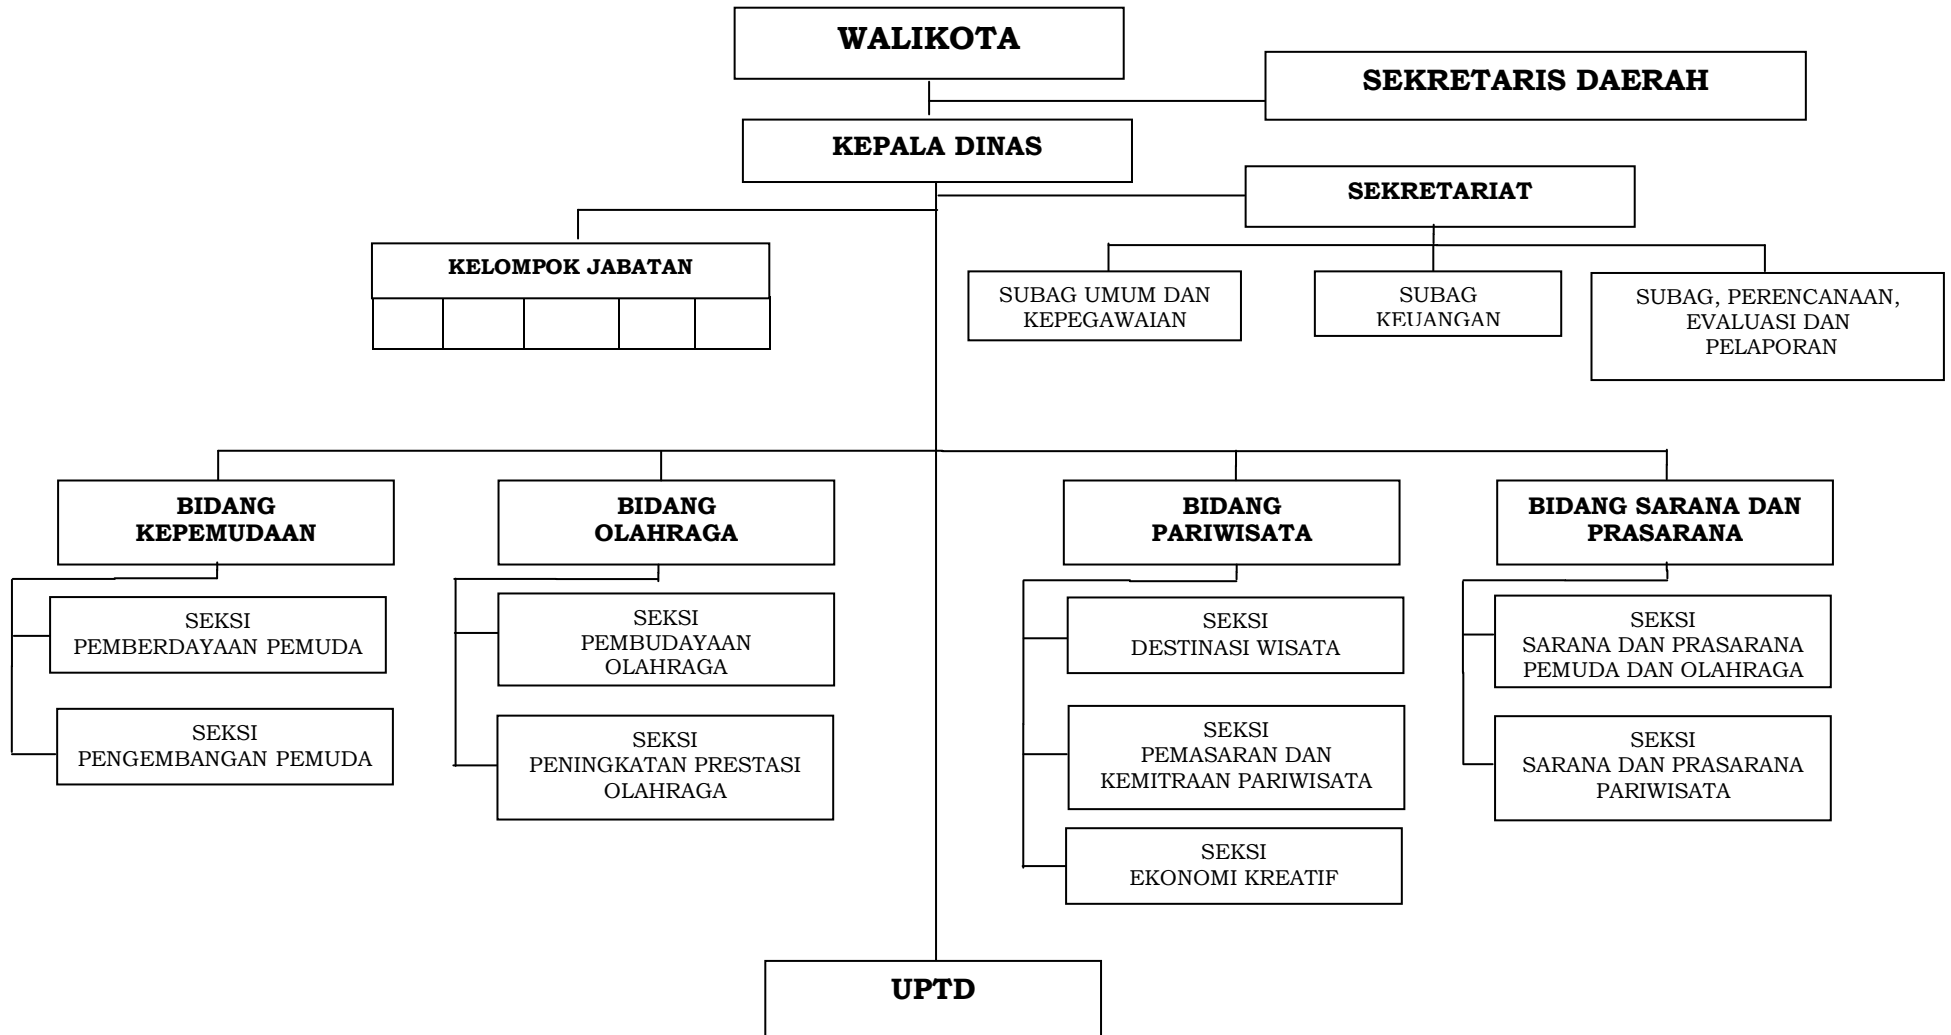 WALIKOTA
SEKRETARIS DAERAH
KEPALA DINAS
SEKRETARIAT
KELOMPOK JABATAN
SUBAG UMUM DAN
KEPEGAWAIAN
SUBAG
KEUANGAN
SUBAG, PERENCANAAN,
EVALUASI DAN
PELAPORAN
BIDANG
KEPEMUDAAN
BIDANG
OLAHRAGA
BIDANG
PARIWISATA
BIDANG SARANA DAN
PRASARANA
SEKSI
PEMBERDAYAAN PEMUDA
SEKSI
PENGEMBANGAN PEMUDA
SEKSI
PEMBUDAYAAN
OLAHRAGA
SEKSI
PENINGKATAN PRESTASI
OLAHRAGA
SEKSI
DESTINASI WISATA
SEKSI
PEMASARAN DAN
KEMITRAAN PARIWISATA
SEKSI
EKONOMI KREATIF
SEKSI
SARANA DAN PRASARANA
PEMUDA DAN OLAHRAGA
SEKSI
SARANA DAN PRASARANA
PARIWISATA
UPTD